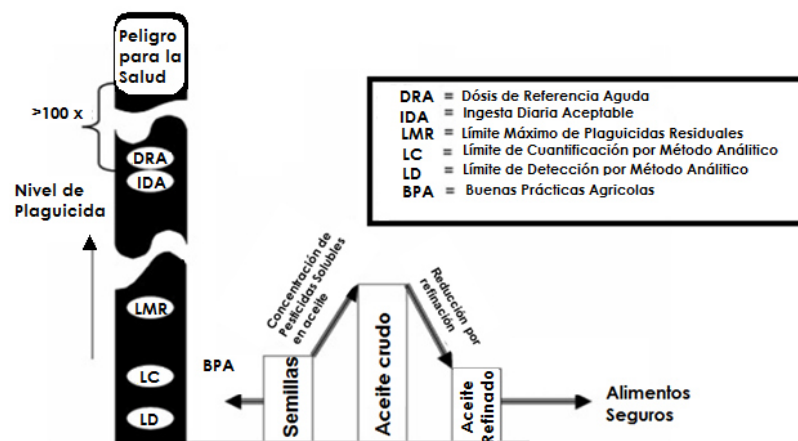 Peligro
para la
Salud
>100 x
DRA
IDA
Nivel de
Plaguicida
LMR
LC
LD
DRA = Dósis de Referencia Aguda
IDA = Ingesta Diaria Aceptable
LMR = Límite Máximo de Plaguicidas Residuales
LC = Límite de Cuantificación por Método Análitico
LD = Límite de Detección por Método Análitico
BPA = Buenas Prácticas Agricolas
BPA
Semillas
Concentración de
Pesticidas Solubles
en aceite
Aceite crudo
Reducción por
refinación
Aceite
Refinado
Alimentos
Seguros